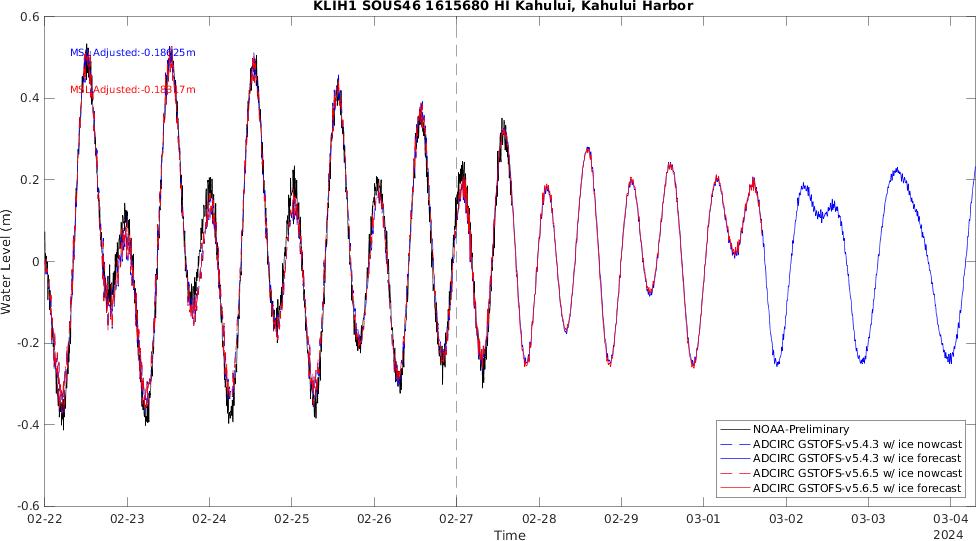 KLIH1 SOUS46 1615680 HI Kahului, Kahului Harbor
0.6
0.4
0.2
0
-0.2
-0.4
-0.6
Water Level (m)
MSL Adjusted:-0.18625m
MSL Adjusted:-0.18817m
NOAA-Preliminary
ADCIRC GSTOFS-v5.4.3 w/ ice nowcast
ADCIRC GSTOFS-v5.4.3 w/ ice forecast
ADCIRC GSTOFS-v5.6.5 w/ ice nowcast
ADCIRC GSTOFS-v5.6.5 w/ ice forecast
02-22 02-23 02-24 02-25 02-26 02-27 02-28 02-29 03-01 03-02 03-03 03-04
Time
2024